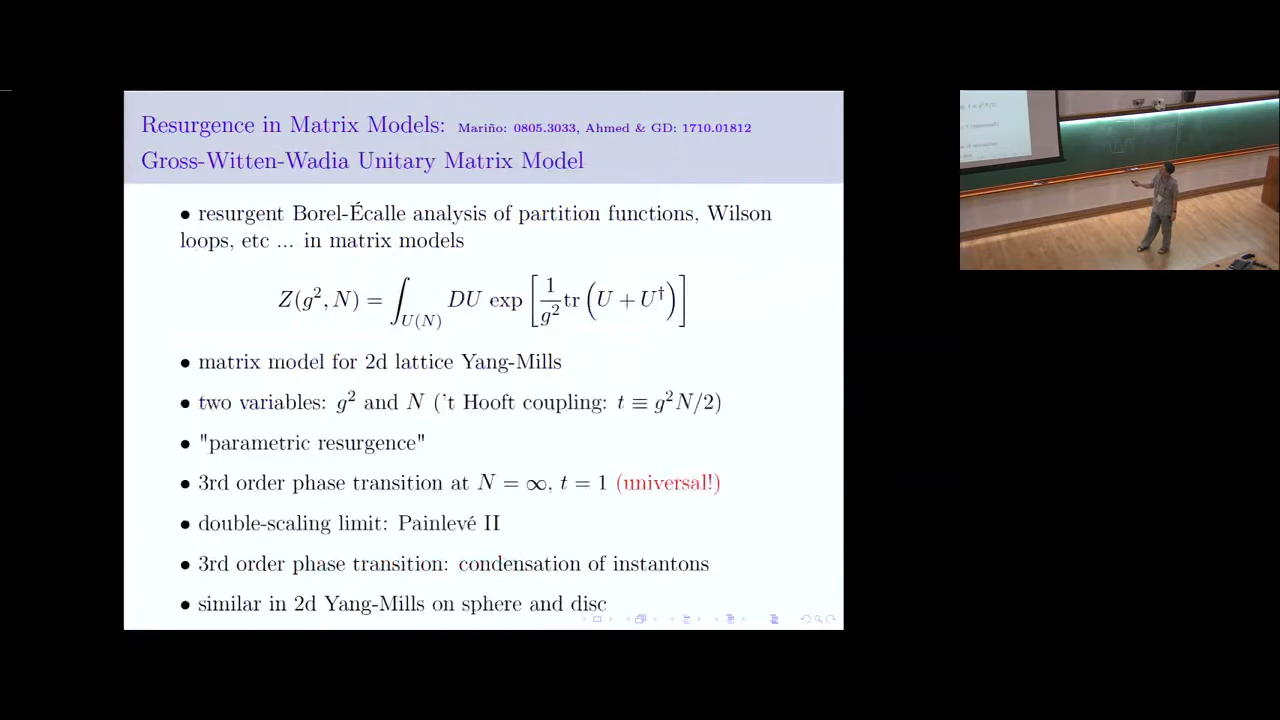 Resurgence in Matrix Models: Mariño: 0805.3033, Ahmed & GD: 1710.01812
Gross-Witten-Wadia Unitary Matrix Model
• resurgent Borel-Écalle analysis of partition functions, Wilson
loops, etc ... in matrix models
Z(g², N) = ∫_{U(N)} DU exp [ 1/g² tr (U + U†) ]
• matrix model for 2d lattice Yang-Mills
• two variables: g² and N ('t Hooft coupling: t ≡ g²N/2)
• "parametric resurgence"
• 3rd order phase transition at N = ∞, t = 1 (universal!)
• double-scaling limit: Painlevé II
• 3rd order phase transition: condensation of instantons
• similar in 2d Yang-Mills on sphere and disc